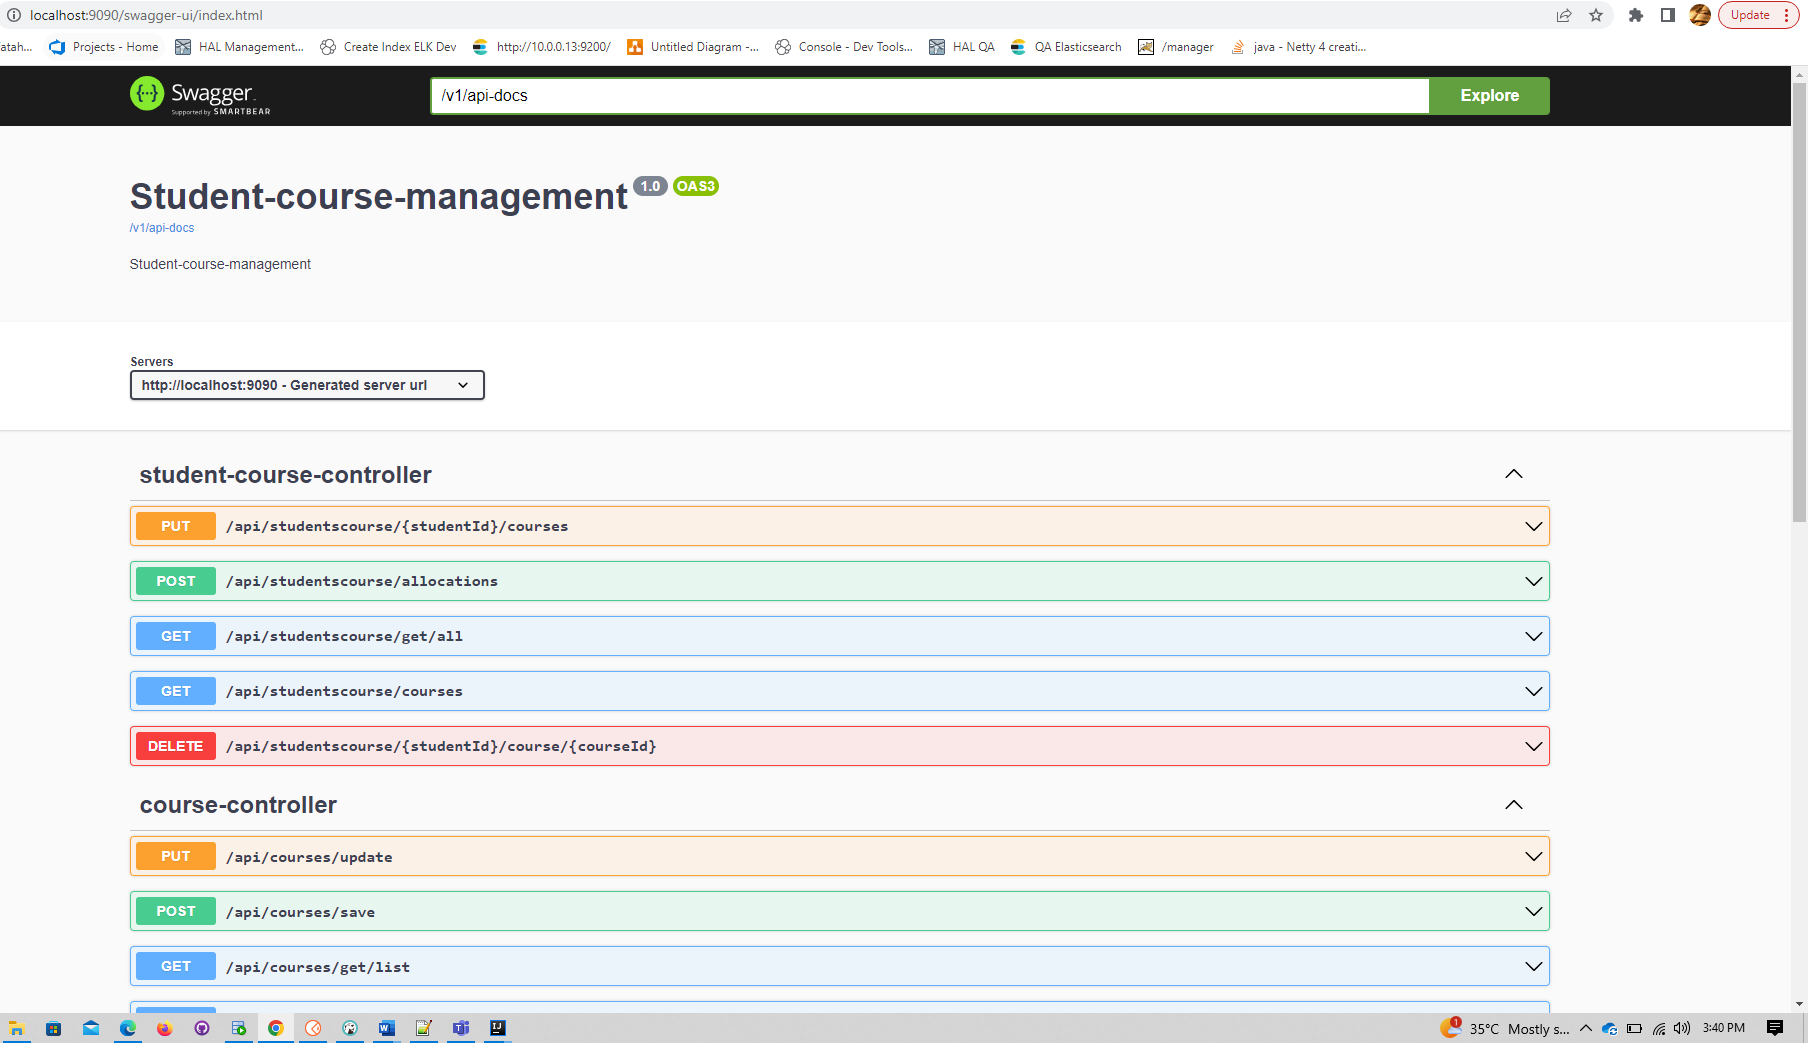 localhost:9090/swagger-ui/index.html
Update
atah...
Projects - Home
HAL Management...
Create Index ELK Dev
http://10.0.0.13:9200/
Untitled Diagram -...
Console - Dev Tools...
HAL QA
QA Elasticsearch
/manager
java - Netty 4 creati...
Swagger
Supported by SMARTBEAR
/v1/api-docs
Explore
Student-course-management 1.0 OAS3
/v1/api-docs
Student-course-management
Servers
http://localhost:9090 - Generated server url
student-course-controller
PUT /api/studentscourse/{studentId}/courses
POST /api/studentscourse/allocations
GET /api/studentscourse/get/all
GET /api/studentscourse/courses
DELETE /api/studentscourse/{studentId}/course/{courseId}
course-controller
PUT /api/courses/update
POST /api/courses/save
GET /api/courses/get/list
1
35°C Mostly s...
3:40 PM